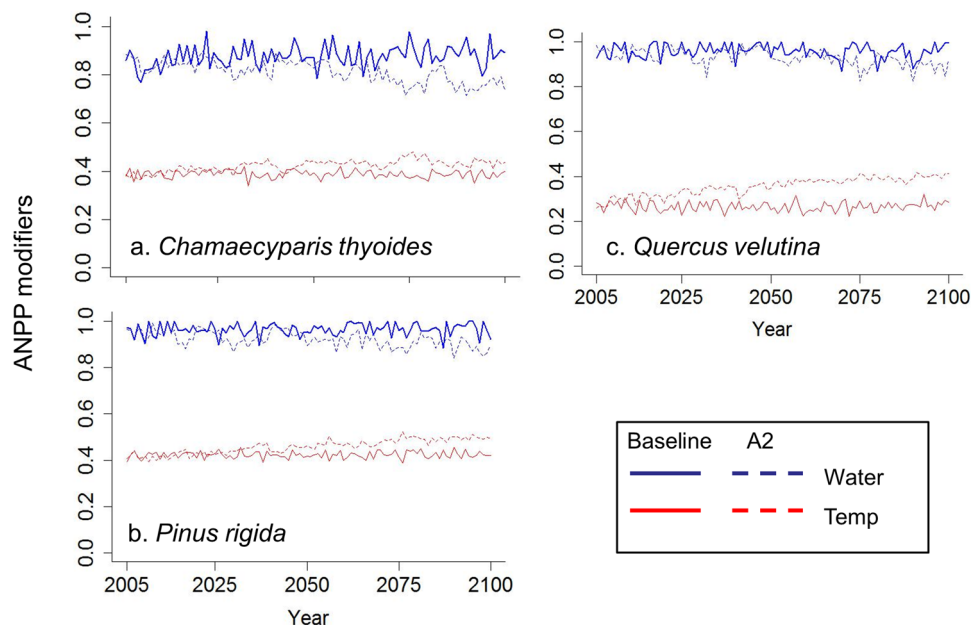 ANPP modifiers
1.0
0.8
0.6
0.4
0.2
0.0
a. Chamaecyparis thyoides
1.0
0.8
0.6
0.4
0.2
0.0
b. Pinus rigida
2005 2025 2050 2075 2100
Year
1.0
0.8
0.6
0.4
0.2
0.0
c. Quercus velutina
2005 2025 2050 2075 2100
Year
Baseline A2
Water
Temp